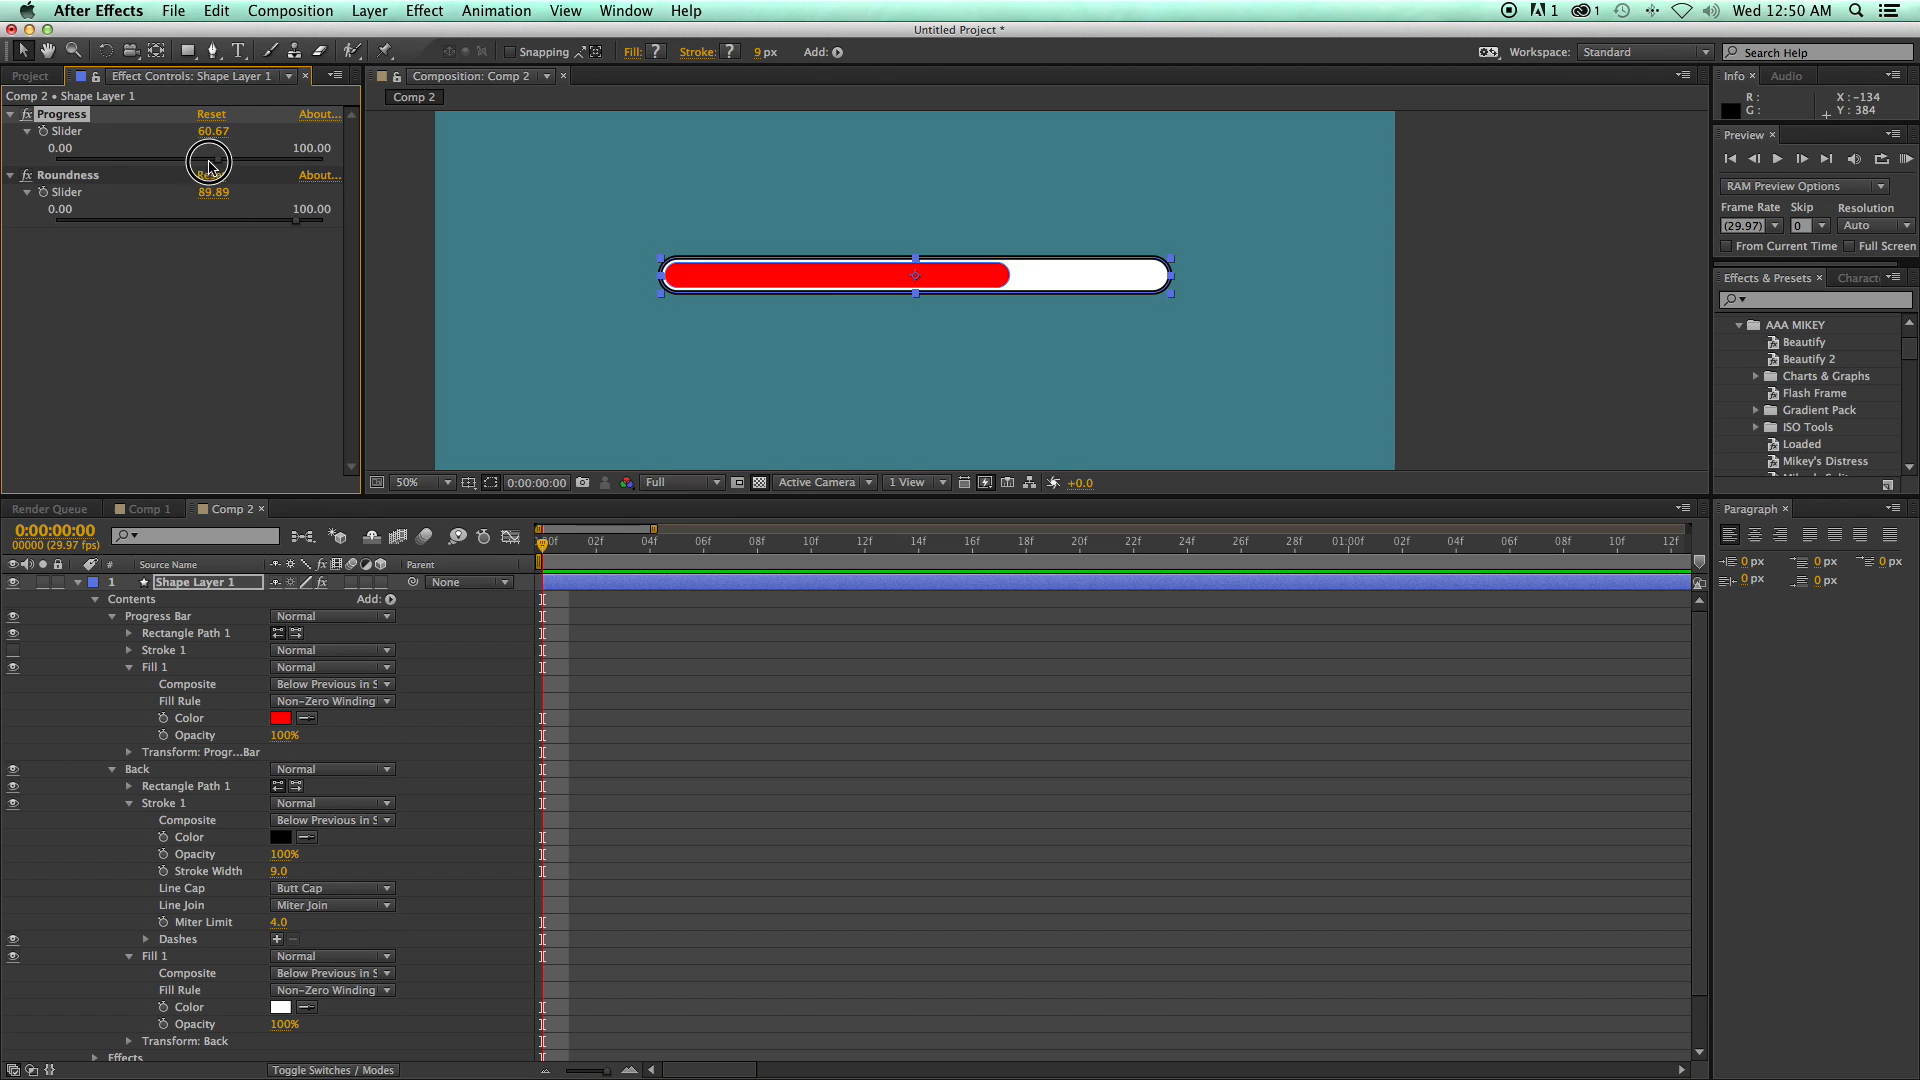 After Effects File Edit Composition Layer Effect Animation View Window Help 1 1 Wed 12:50 AM
Untitled Project *
T Snapping Fill: ? Stroke: ? 9 px Add: Workspace: Standard Search Help
Project Effect Controls: Shape Layer 1 × Composition: Comp 2 × Info × Audio
Comp 2 • Shape Layer 1 Comp 2
R : X : -134
G : Y : 384
fx Progress Reset About...
Slider 60.67
0.00 100.00
fx Roundness About...
Slider 89.89
0.00 100.00
Preview ×
RAM Preview Options
Frame Rate Skip Resolution
(29.97) 0 Auto
From Current Time Full Screen
Effects & Presets ×
AAA MIKEY
Beautify
Beautify 2
Charts & Graphs
Flash Frame
Gradient Pack
ISO Tools
Loaded
Mikey's Distress
50% 0:00:00:00 Full Active Camera 1 View +0.0
Render Queue Comp 1 Comp 2 × Paragraph ×
0:00:00:00
00000 (29.97 fps)
02f 04f 06f 08f 10f 12f 14f 16f 18f 20f 22f 24f 26f 28f 01:00f 02f 04f 06f 08f 10f 12f
0 px 0 px 0 px
0 px 0 px
# Source Name fx Parent
1 Shape Layer 1 fx None
Contents Add:
Progress Bar Normal
Rectangle Path 1
Stroke 1 Normal
Fill 1 Normal
Composite Below Previous in S
Fill Rule Non-Zero Winding
Color
Opacity 100%
Transform: Progr...Bar
Back Normal
Rectangle Path 1
Stroke 1 Normal
Composite Below Previous in S
Color
Opacity 100%
Stroke Width 9.0
Line Cap Butt Cap
Line Join Miter Join
Miter Limit 4.0
Dashes + -
Fill 1 Normal
Composite Below Previous in S
Fill Rule Non-Zero Winding
Color
Opacity 100%
Transform: Back
Effects
Toggle Switches / Modes